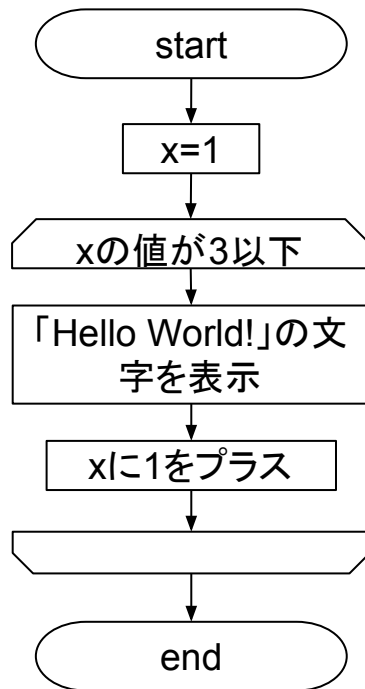 start
x=1
xの値が3以下
「Hello World!」の文
字を表示
xに1をプラス
end